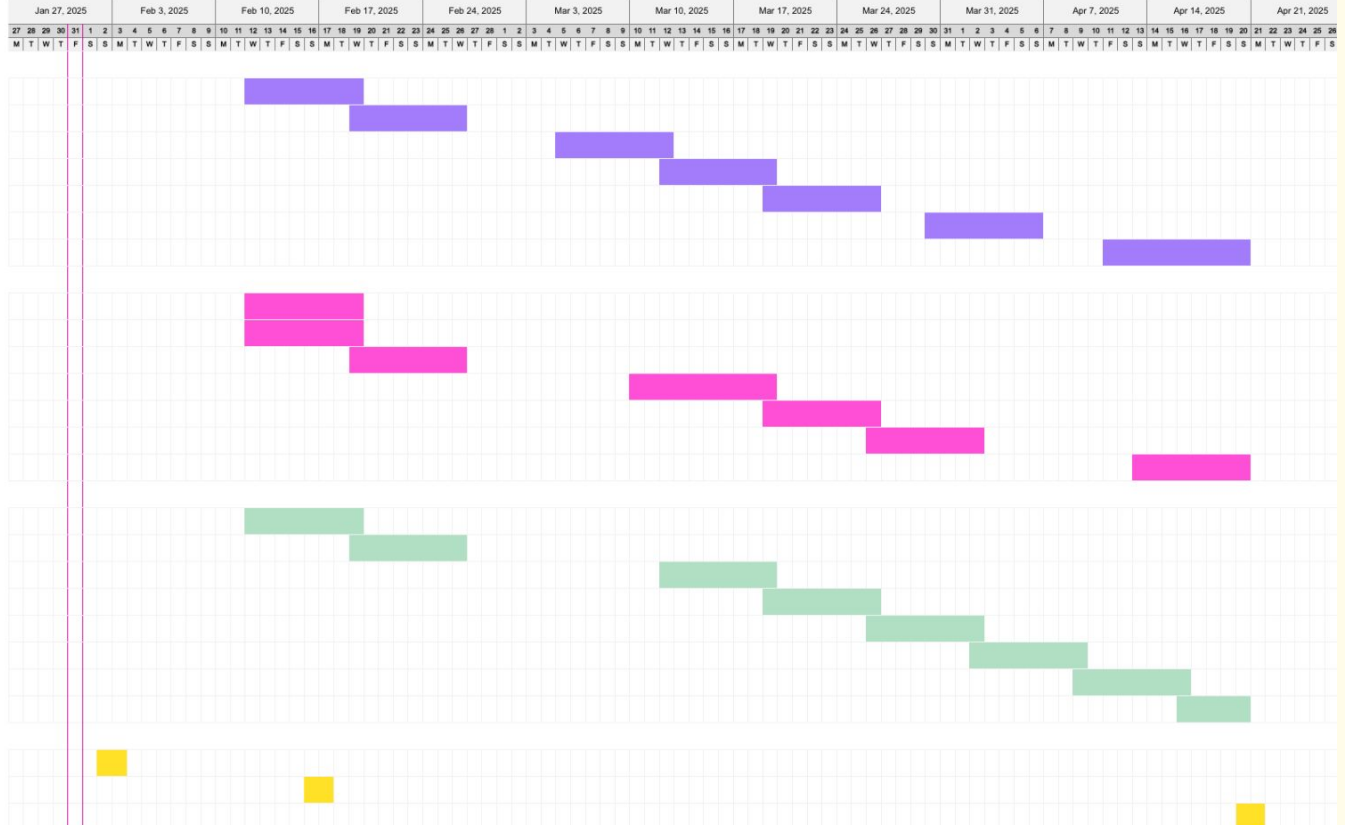 Jan 27, 2025 Feb 3, 2025 Feb 10, 2025 Feb 17, 2025 Feb 24, 2025 Mar 3, 2025 Mar 10, 2025 Mar 17, 2025 Mar 24, 2025 Mar 31, 2025 Apr 7, 2025 Apr 14, 2025 Apr 21, 2025
27 28 29 30 31 1 2 3 4 5 6 7 8 9 10 11 12 13 14 15 16 17 18 19 20 21 22 23 24 25 26 27 28 1 2 3 4 5 6 7 8 9 10 11 12 13 14 15 16 17 18 19 20 21 22 23 24 25 26 27 28 29 30 31 1 2 3 4 5 6 7 8 9 10 11 12 13 14 15 16 17 18 19 20 21 22 23 24 25 26
M T W T F S S M T W T F S S M T W T F S S M T W T F S S M T W T F S S M T W T F S S M T W T F S S M T W T F S S M T W T F S S M T W T F S S M T W T F S S M T W T F S S M T W T F S